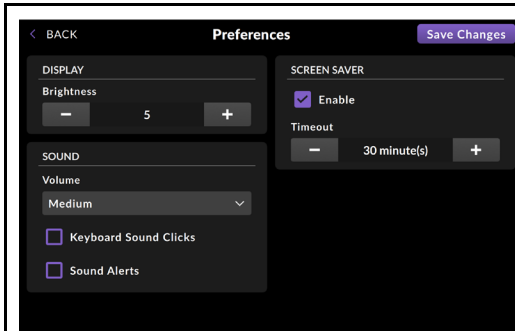 BACK
Preferences
Save Changes
DISPLAY
Brightness
− 5 +
SOUND
Volume
Medium
Keyboard Sound Clicks
Sound Alerts
SCREEN SAVER
Enable
Timeout
− 30 minute(s) +